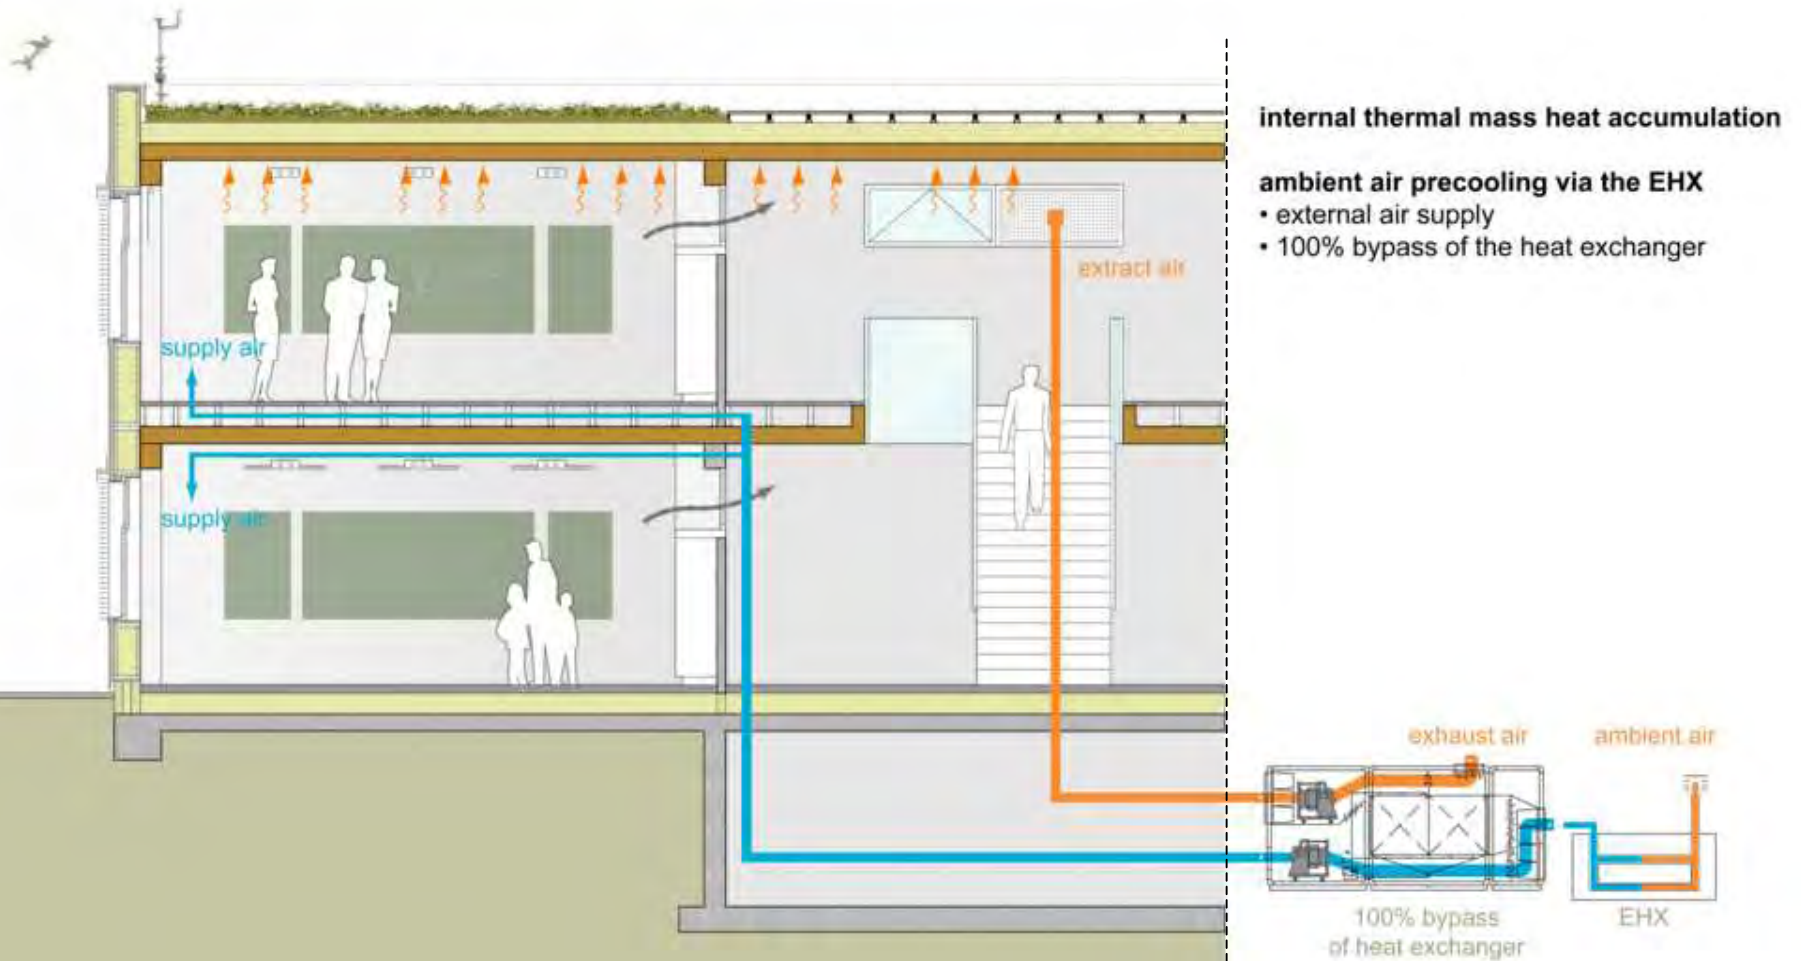 internal thermal mass heat accumulation
ambient air precooling via the EHX
• external air supply
• 100% bypass of the heat exchanger
extract air
supply air
supply air
exhaust air
ambient air
100% bypass
of heat exchanger
EHX